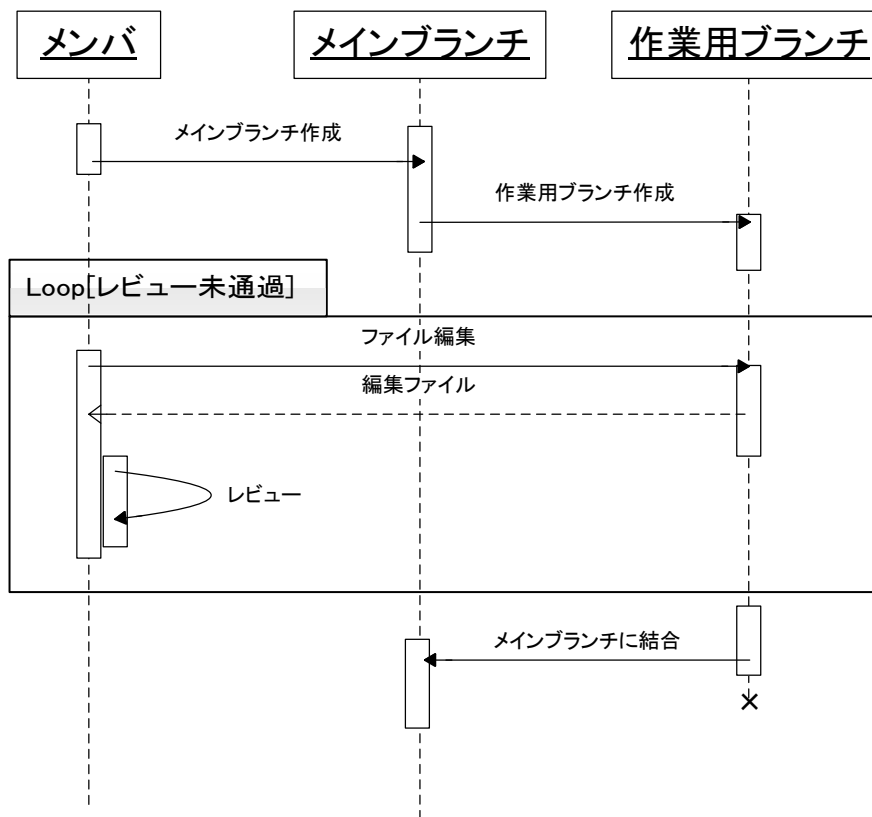 メンバ
メインブランチ
作業用ブランチ
メインブランチ作成
作業用ブランチ作成
Loop[レビュー未通過]
ファイル編集
編集ファイル
レビュー
メインブランチに結合